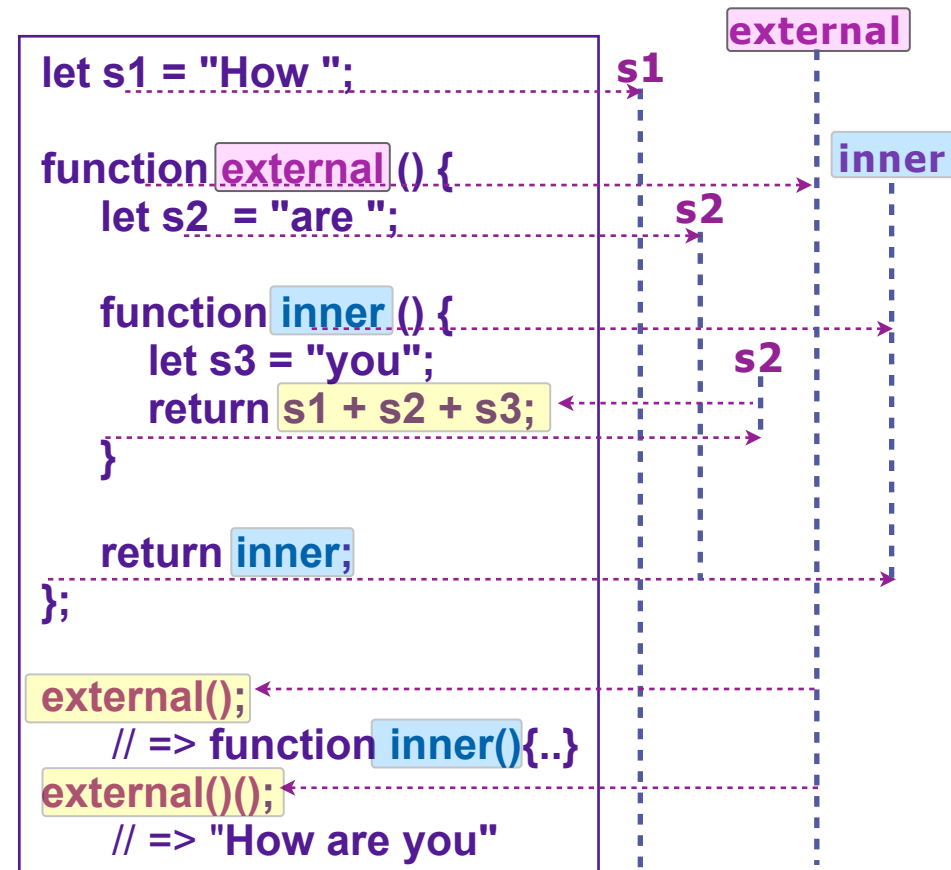 external
let s1 = "How ";
s1
function external () {
inner
let s2  = "are ";
s2
function inner () {
let s3 = "you";
s2
return s1 + s2 + s3;
}
return inner;
};
external();
// => function inner(){..}
external()();
// => "How are you"